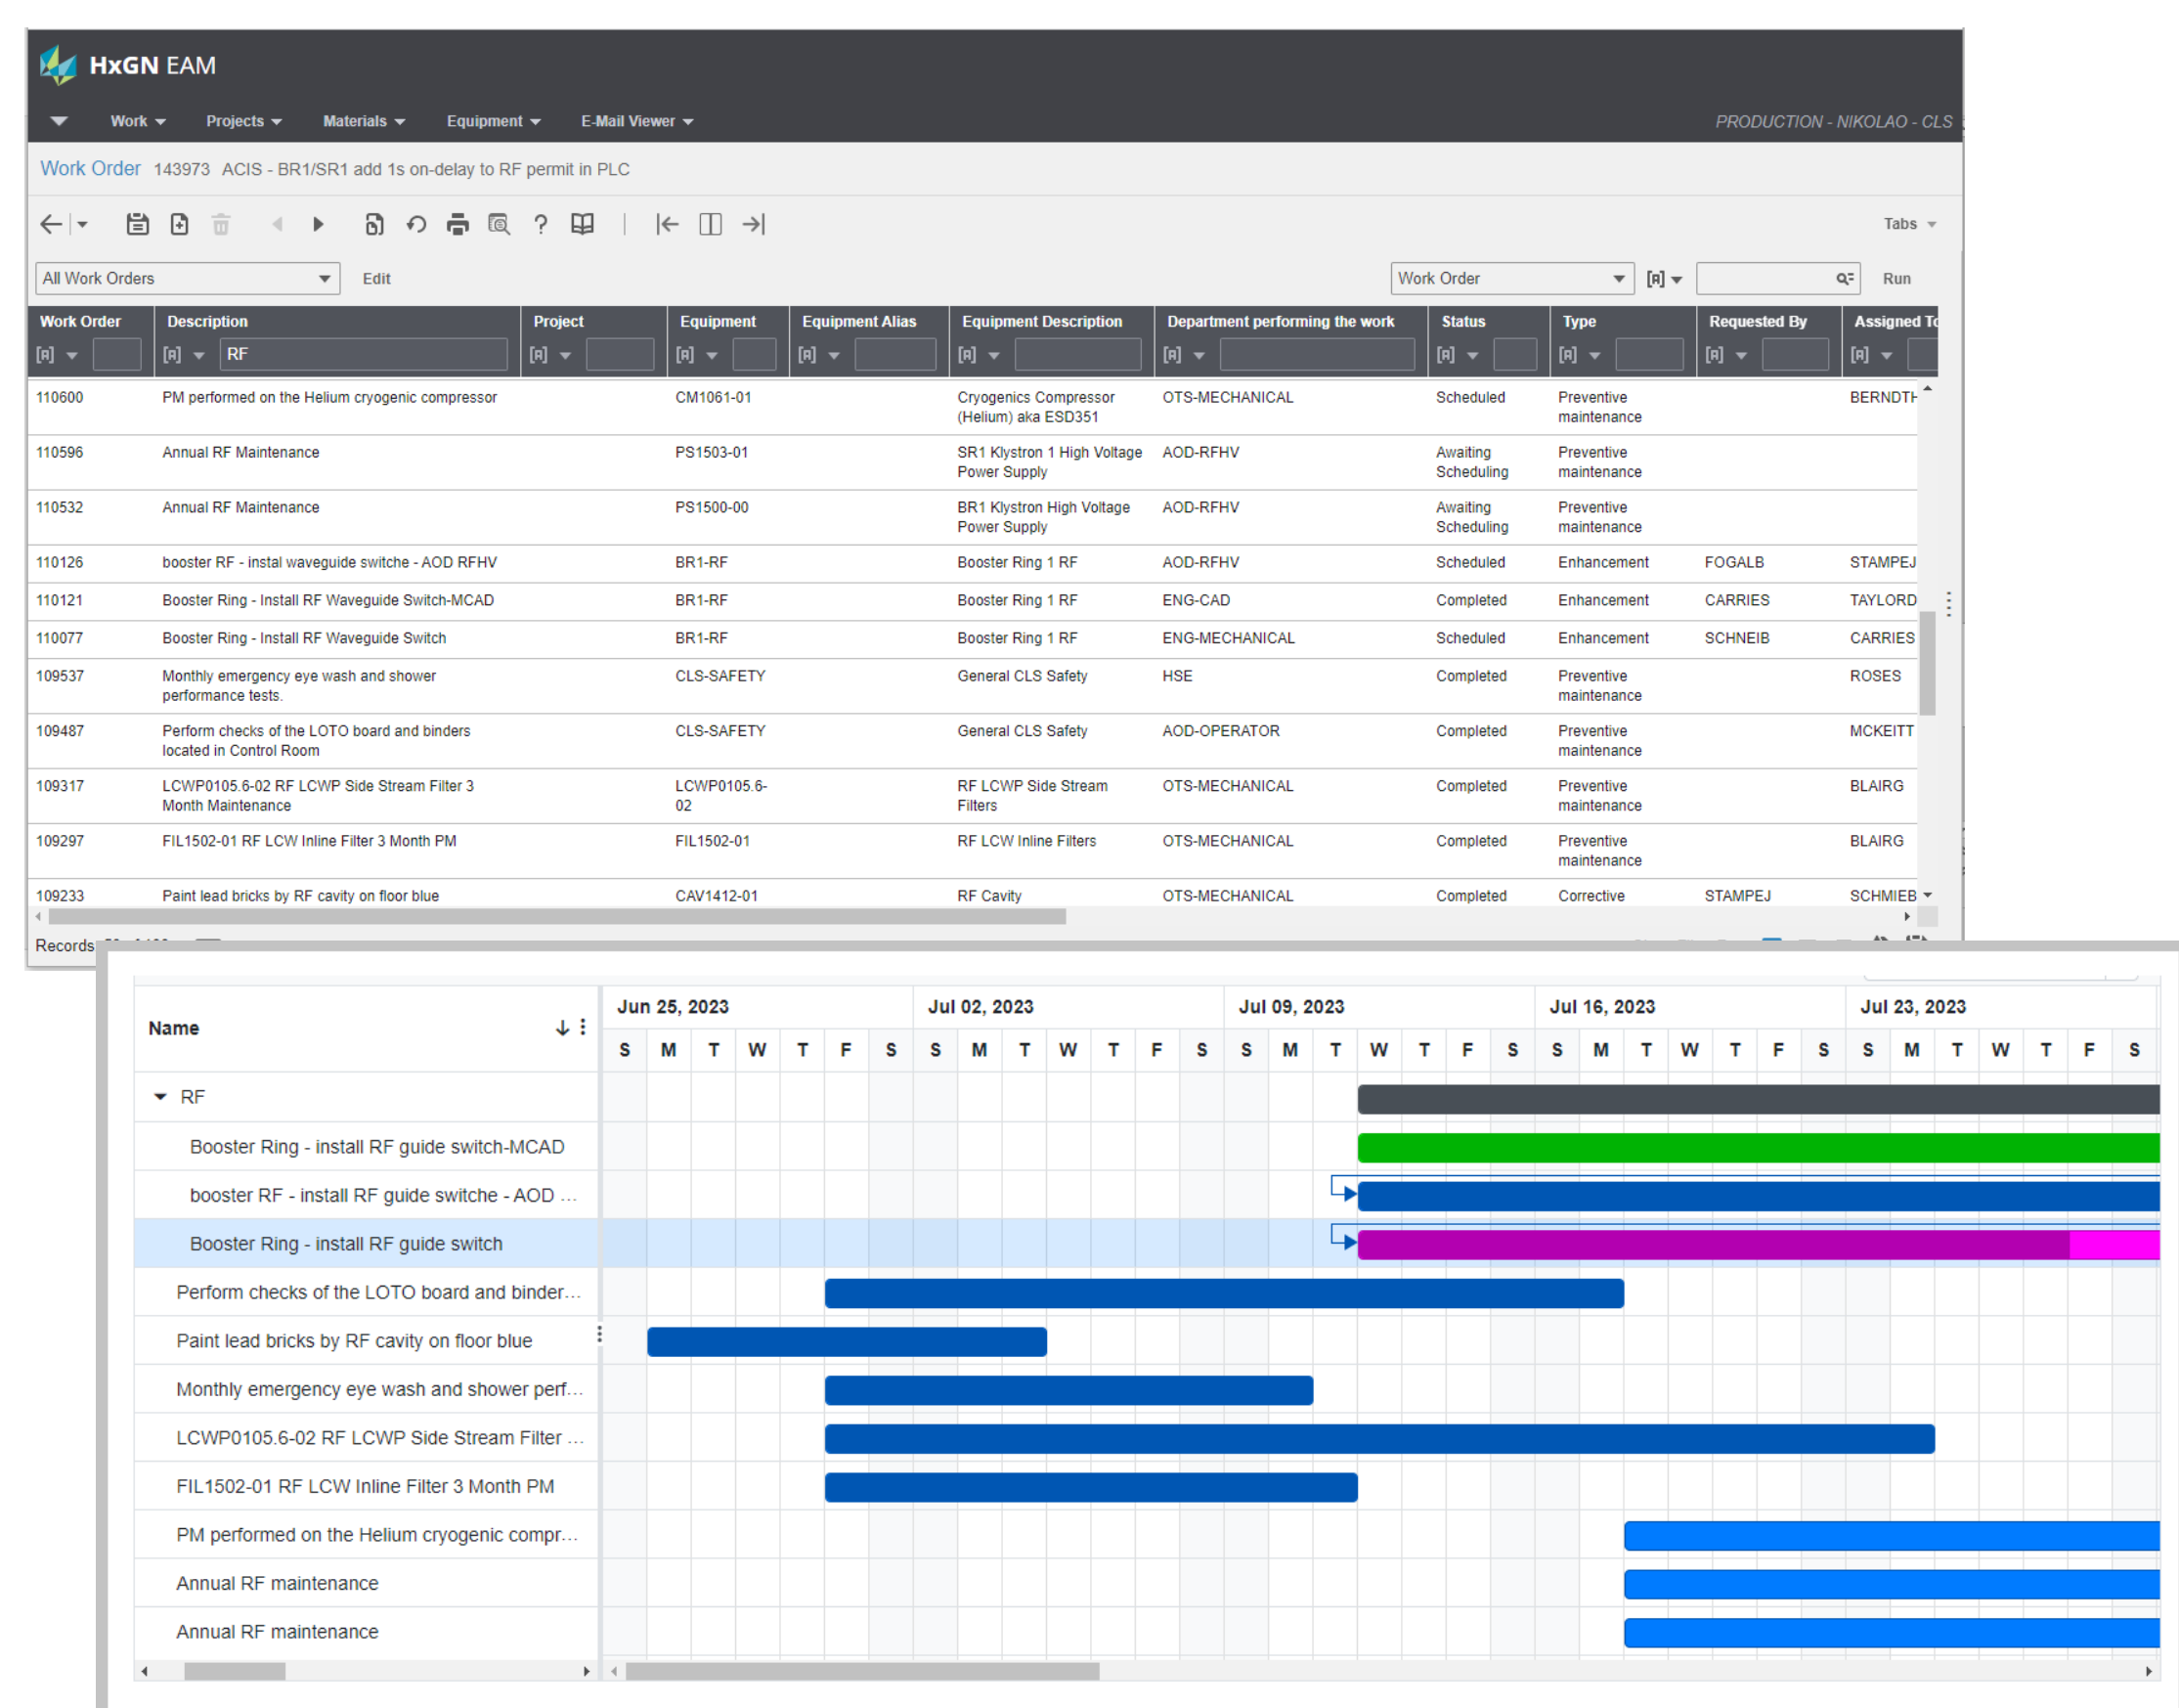 HxGN EAM
Work Projects Materials Equipment E-Mail Viewer PRODUCTION - NIKOLAO - CLS
Work Order 143973 ACIS - BR1/SR1 add 1s on-delay to RF permit in PLC
Tabs
All Work Orders Edit Work Order [A] Run
Work Order Description Project Equipment Equipment Alias Equipment Description Department performing the work Status Type Requested By Assigned To
[A] [A] RF [A] [A] [A] [A] [A] [A] [A] [A] [A]
110600 PM performed on the Helium cryogenic compressor CM1061-01 Cryogenics Compressor OTS-MECHANICAL Scheduled Preventive BERNDTH
(Helium) aka ESD351 maintenance
110596 Annual RF Maintenance PS1503-01 SR1 Klystron 1 High Voltage AOD-RFHV Awaiting Preventive
Power Supply Scheduling maintenance
110532 Annual RF Maintenance PS1500-00 BR1 Klystron High Voltage AOD-RFHV Awaiting Preventive
Power Supply Scheduling maintenance
110126 booster RF - instal waveguide switche - AOD RFHV BR1-RF Booster Ring 1 RF AOD-RFHV Scheduled Enhancement FOGALB STAMPEJ
110121 Booster Ring - Install RF Waveguide Switch-MCAD BR1-RF Booster Ring 1 RF ENG-CAD Completed Enhancement CARRIES TAYLORD
110077 Booster Ring - Install RF Waveguide Switch BR1-RF Booster Ring 1 RF ENG-MECHANICAL Scheduled Enhancement SCHNEIB CARRIES
109537 Monthly emergency eye wash and shower CLS-SAFETY General CLS Safety HSE Completed Preventive ROSES
performance tests. maintenance
109487 Perform checks of the LOTO board and binders CLS-SAFETY General CLS Safety AOD-OPERATOR Completed Preventive MCKEITT
located in Control Room maintenance
109317 LCWP0105.6-02 RF LCWP Side Stream Filter 3 LCWP0105.6- RF LCWP Side Stream OTS-MECHANICAL Completed Preventive BLAIRG
Month Maintenance 02 Filters maintenance
109297 FIL1502-01 RF LCW Inline Filter 3 Month PM FIL1502-01 RF LCW Inline Filters OTS-MECHANICAL Completed Preventive BLAIRG
maintenance
109233 Paint lead bricks by RF cavity on floor blue CAV1412-01 RF Cavity OTS-MECHANICAL Completed Corrective STAMPEJ SCHMIEB
Records
Name Jun 25, 2023 Jul 02, 2023 Jul 09, 2023 Jul 16, 2023 Jul 23, 2023
S M T W T F S S M T W T F S S M T W T F S S M T W T F S S M T W T F S
RF
Booster Ring - install RF guide switch-MCAD
booster RF - install RF guide switche - AOD ...
Booster Ring - install RF guide switch
Perform checks of the LOTO board and binder...
Paint lead bricks by RF cavity on floor blue
Monthly emergency eye wash and shower perf...
LCWP0105.6-02 RF LCWP Side Stream Filter ...
FIL1502-01 RF LCW Inline Filter 3 Month PM
PM performed on the Helium cryogenic compr...
Annual RF maintenance
Annual RF maintenance